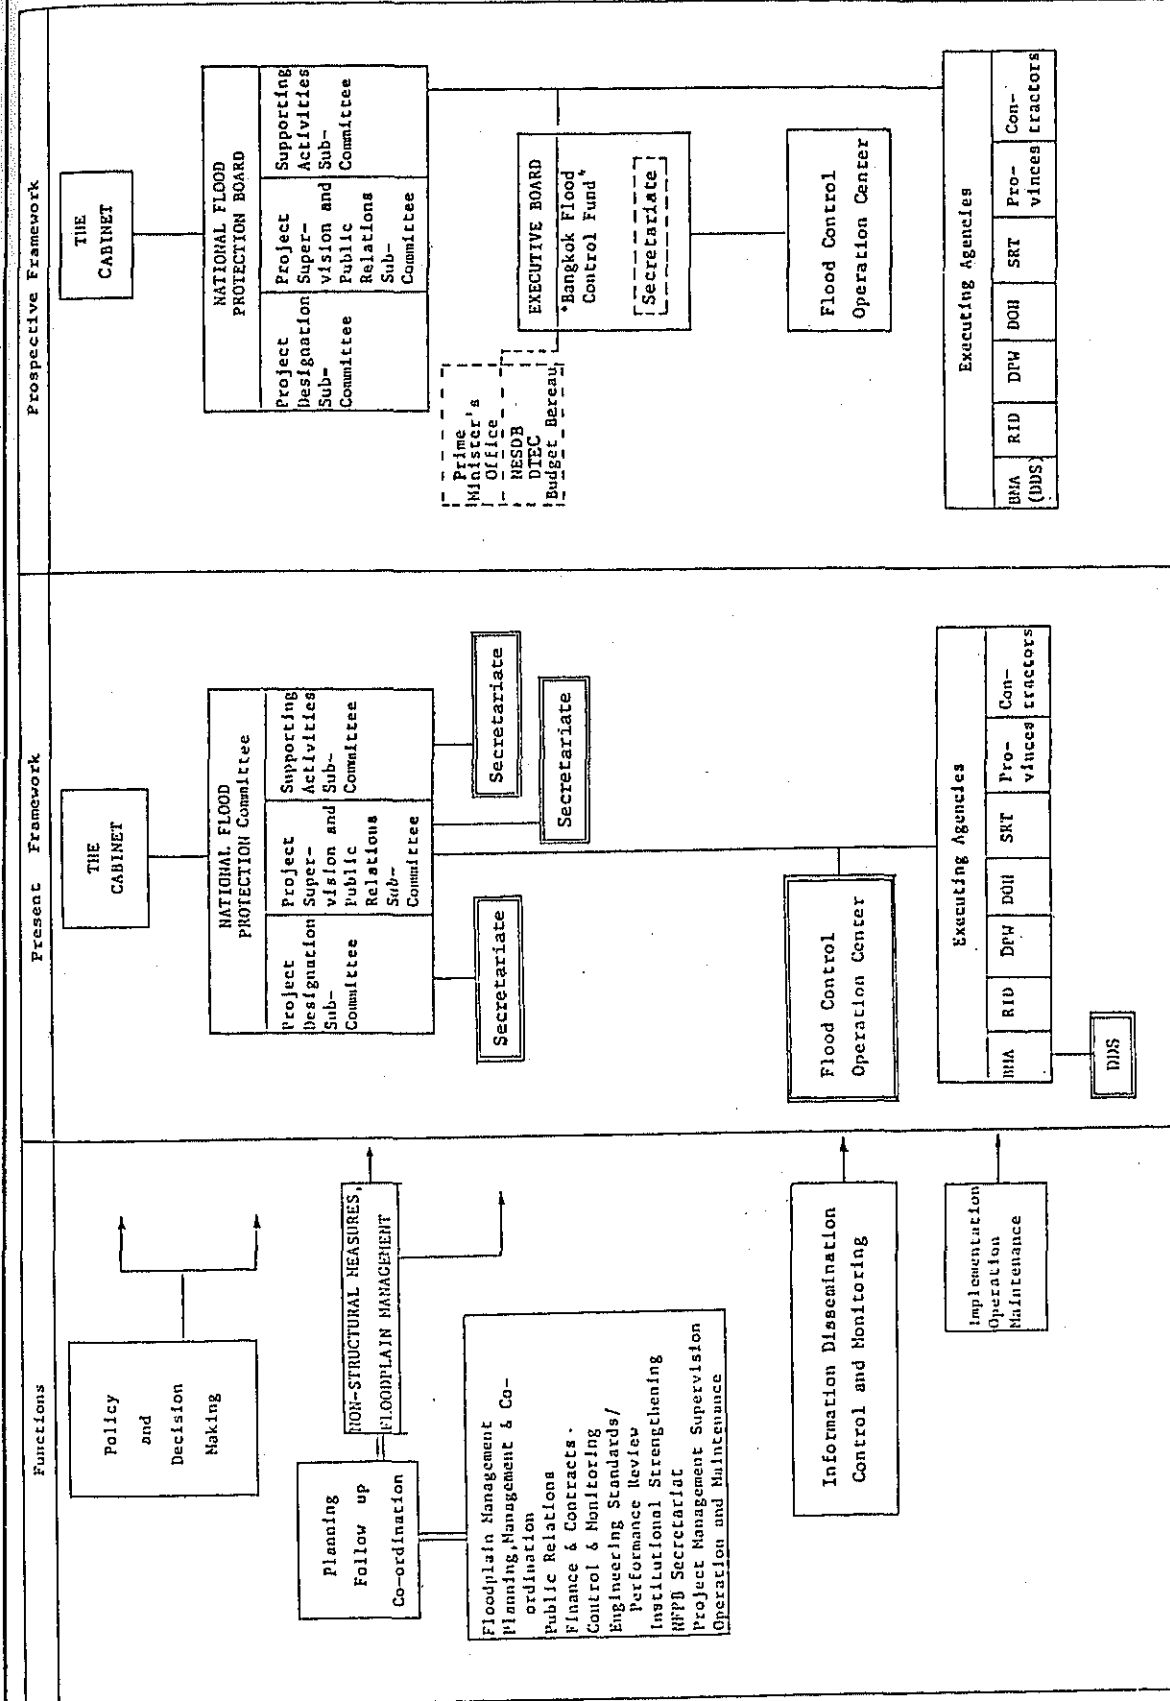 Functions
Present Framework
Prospective Framework
Policy
and
Decision
Making
Planning
Follow up
Co-ordination
NON-STRUCTURAL MEASURES,
FLOODPLAIN MANAGEMENT
Floodplain Management
Planning,Management & Co-
ordination
Public Relations
Finance & Contracts
Control & Monitoring
Engineering Standards/
Performance Review
Institutional Strengthening
NFPB Secretariat
Project Management Supervision
Operation and Maintenance
Information Dissemination
Control and Monitoring
Implementation
Operation
Maintenance
THE
CABINET
NATIONAL FLOOD
PROTECTION Committee
Project
Designation
Sub-
Committee
Project
Super-
vision and
Public
Relations
Sub-
Committee
Supporting
Activities
Sub-
Committee
Secretariate
Secretariate
Secretariate
Flood Control
Operation Center
Executing Agencies
BMA
RID
DPW
DOH
SRT
Pro-
vinces
Con-
tractors
DDS
THE
CABINET
NATIONAL FLOOD
PROTECTION BOARD
Project
Designation
Sub-
Committee
Project
Super-
vision and
Public
Relations
Sub-
Committee
Supporting
Activities
Sub-
Committee
Prime
Minister's
Office
NESDB
DTEC
Budget Bereau
EXECUTIVE BOARD
*Bangkok Flood
Control Fund*
Secretariate
Flood Control
Operation Center
Executing Agencies
BMA
(DDS)
RID
DPW
DOH
SRT
Pro-
vinces
Con-
tractors